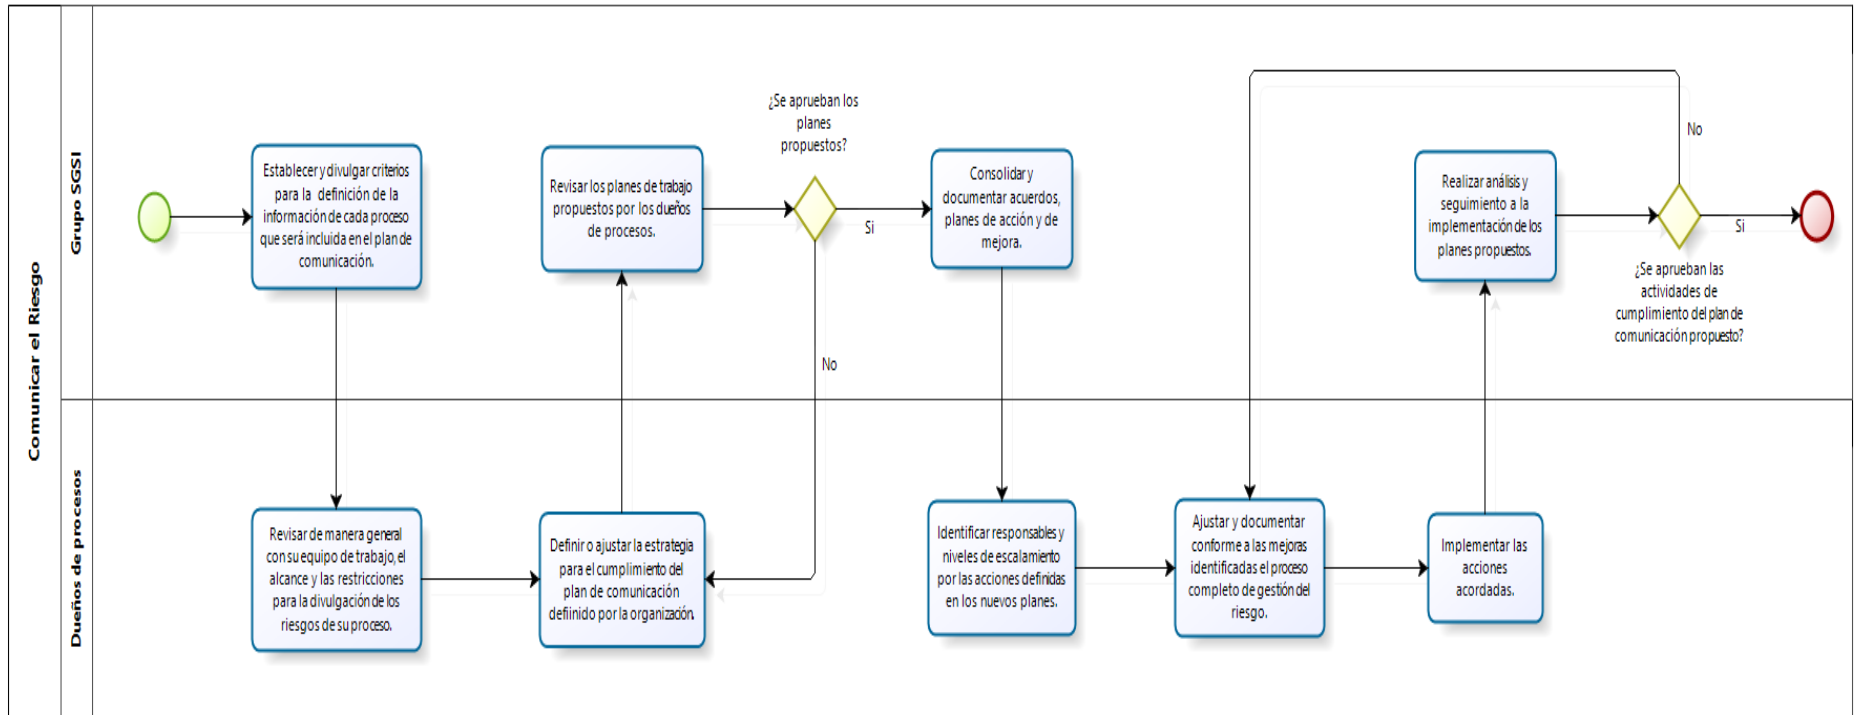 Comunicar el Riesgo
Grupo SGSI
Establecer y divulgar criterios
para la definición de la
información de cada proceso
que será incluida en el plan de
comunicación.
Revisar los planes de trabajo
propuestos por los dueños
de procesos.
¿Se aprueban los
planes
propuestos?
Si
No
Consolidar y
documentar acuerdos,
planes de acción y de
mejora.
Realizar análisis y
seguimiento a la
implementación de los
planes propuestos.
No
Si
¿Se aprueban las
actividades de
cumplimiento del plan de
comunicación propuesto?
Dueños de procesos
Revisar de manera general
con su equipo de trabajo, el
alcance y las restricciones
para la divulgación de los
riesgos de su proceso.
Definir o ajustar la estrategia
para el cumplimiento del
plan de comunicación
defiinido por la organización.
Identificar responsables y
niveles de escalamiento
por las acciones definidas
en los nuevos planes.
Ajustar y documentar
conforme a las mejoras
identificadas el proceso
completo de gestión del
riesgo.
Implementar las
acciones
acordadas.